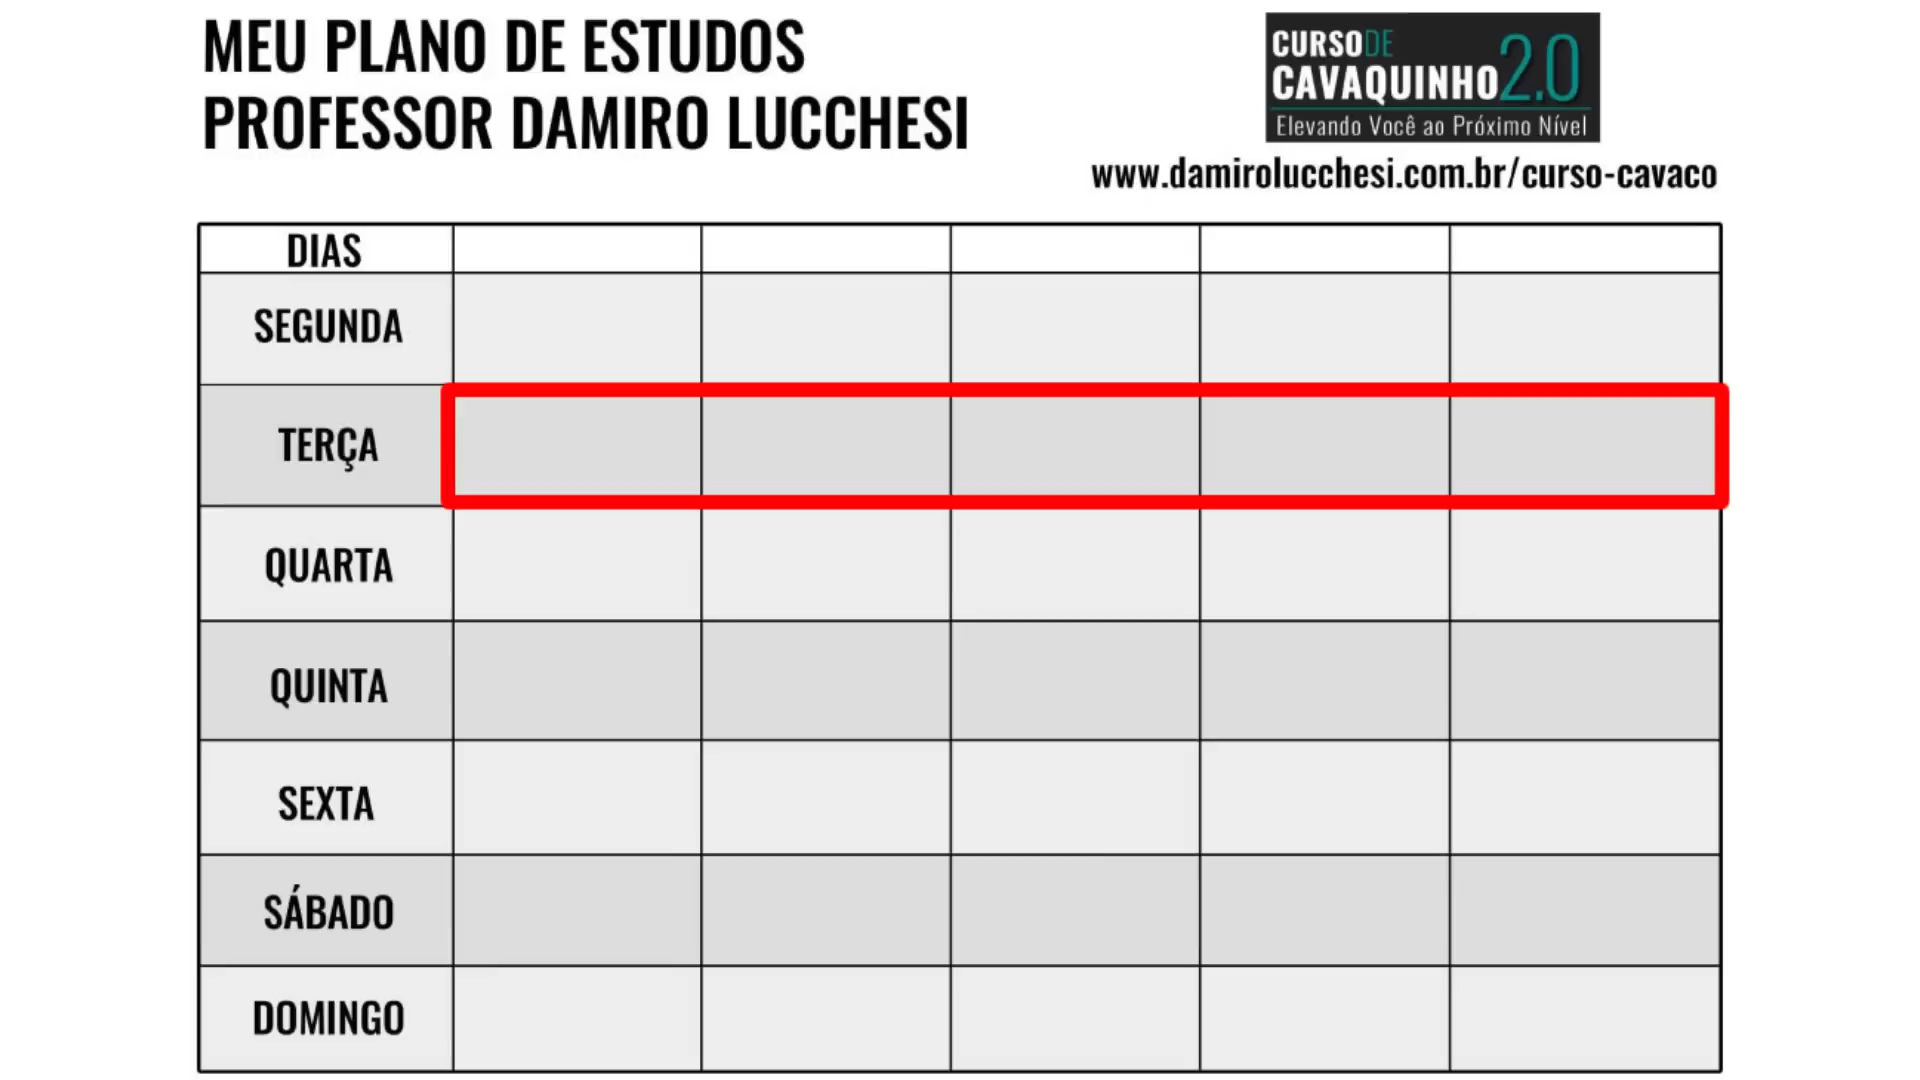 MEU PLANO DE ESTUDOS
PROFESSOR DAMIRO LUCCHESI
CURSO DE
CAVAQUINHO 2.0
Elevando Você ao Próximo Nível
www.damirolucchesi.com.br/curso-cavaco
DIAS
SEGUNDA
TERÇA
QUARTA
QUINTA
SEXTA
SÁBADO
DOMINGO